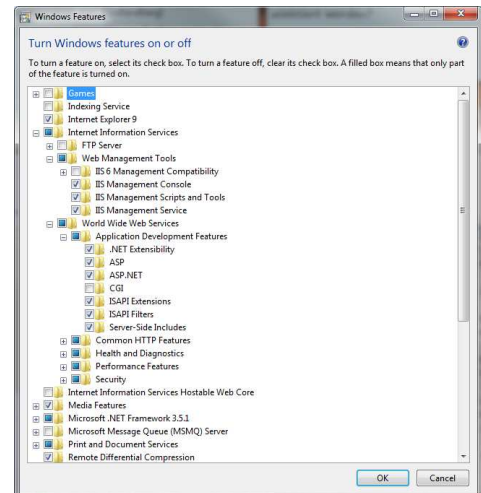 Windows Features
Turn Windows features on or off
To turn a feature on, select its check box. To turn a feature off, clear its check box. A filled box means that only part
of the feature is turned on.
Games
Indexing Service
Internet Explorer 9
Internet Information Services
FTP Server
Web Management Tools
IIS 6 Management Compatibility
IIS Management Console
IIS Management Scripts and Tools
IIS Management Service
World Wide Web Services
Application Development Features
.NET Extensibility
ASP
ASP.NET
CGI
ISAPI Extensions
ISAPI Filters
Server-Side Includes
Common HTTP Features
Health and Diagnostics
Performance Features
Security
Internet Information Services Hostable Web Core
Media Features
Microsoft .NET Framework 3.5.1
Microsoft Message Queue (MSMQ) Server
Print and Document Services
Remote Differential Compression
OK Cancel